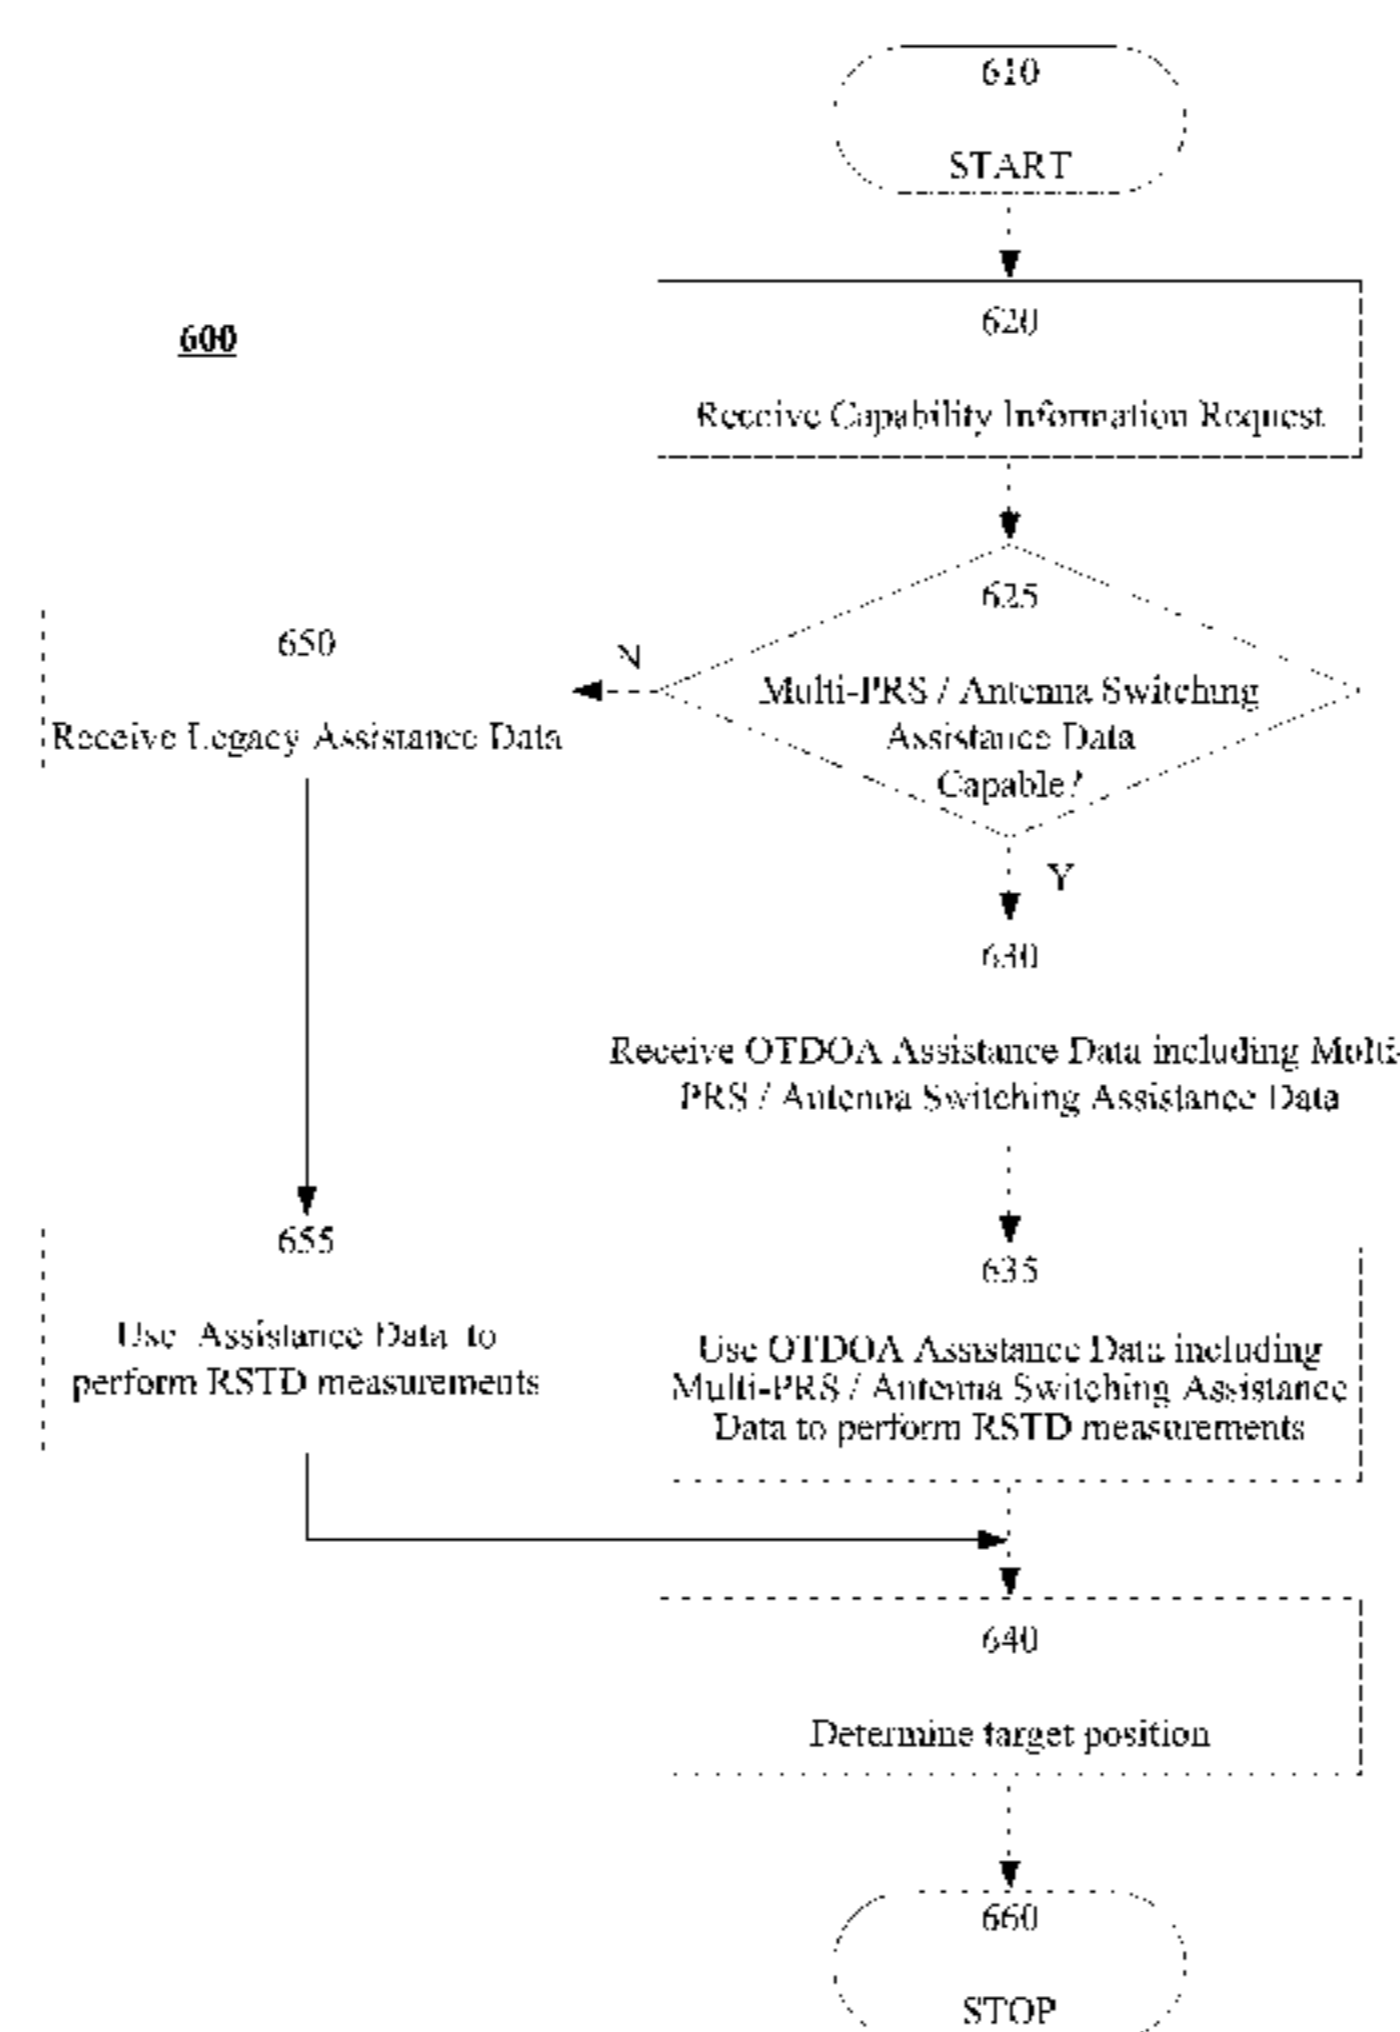 610
START
600
620
Receive Capability Information Request
625
Multi-PRS / Antenna Switching
Assistance Data
Capable?
N
Y
650
Receive Legacy Assistance Data
630
Receive OTDOA Assistance Data including Multi-
PRS / Antenna Switching Assistance Data
655
Use Assistance Data to
perform RSTD measurements
635
Use OTDOA Assistance Data including
Multi-PRS / Antenna Switching Assistance
Data to perform RSTD measurements
640
Determine target position
660
STOP